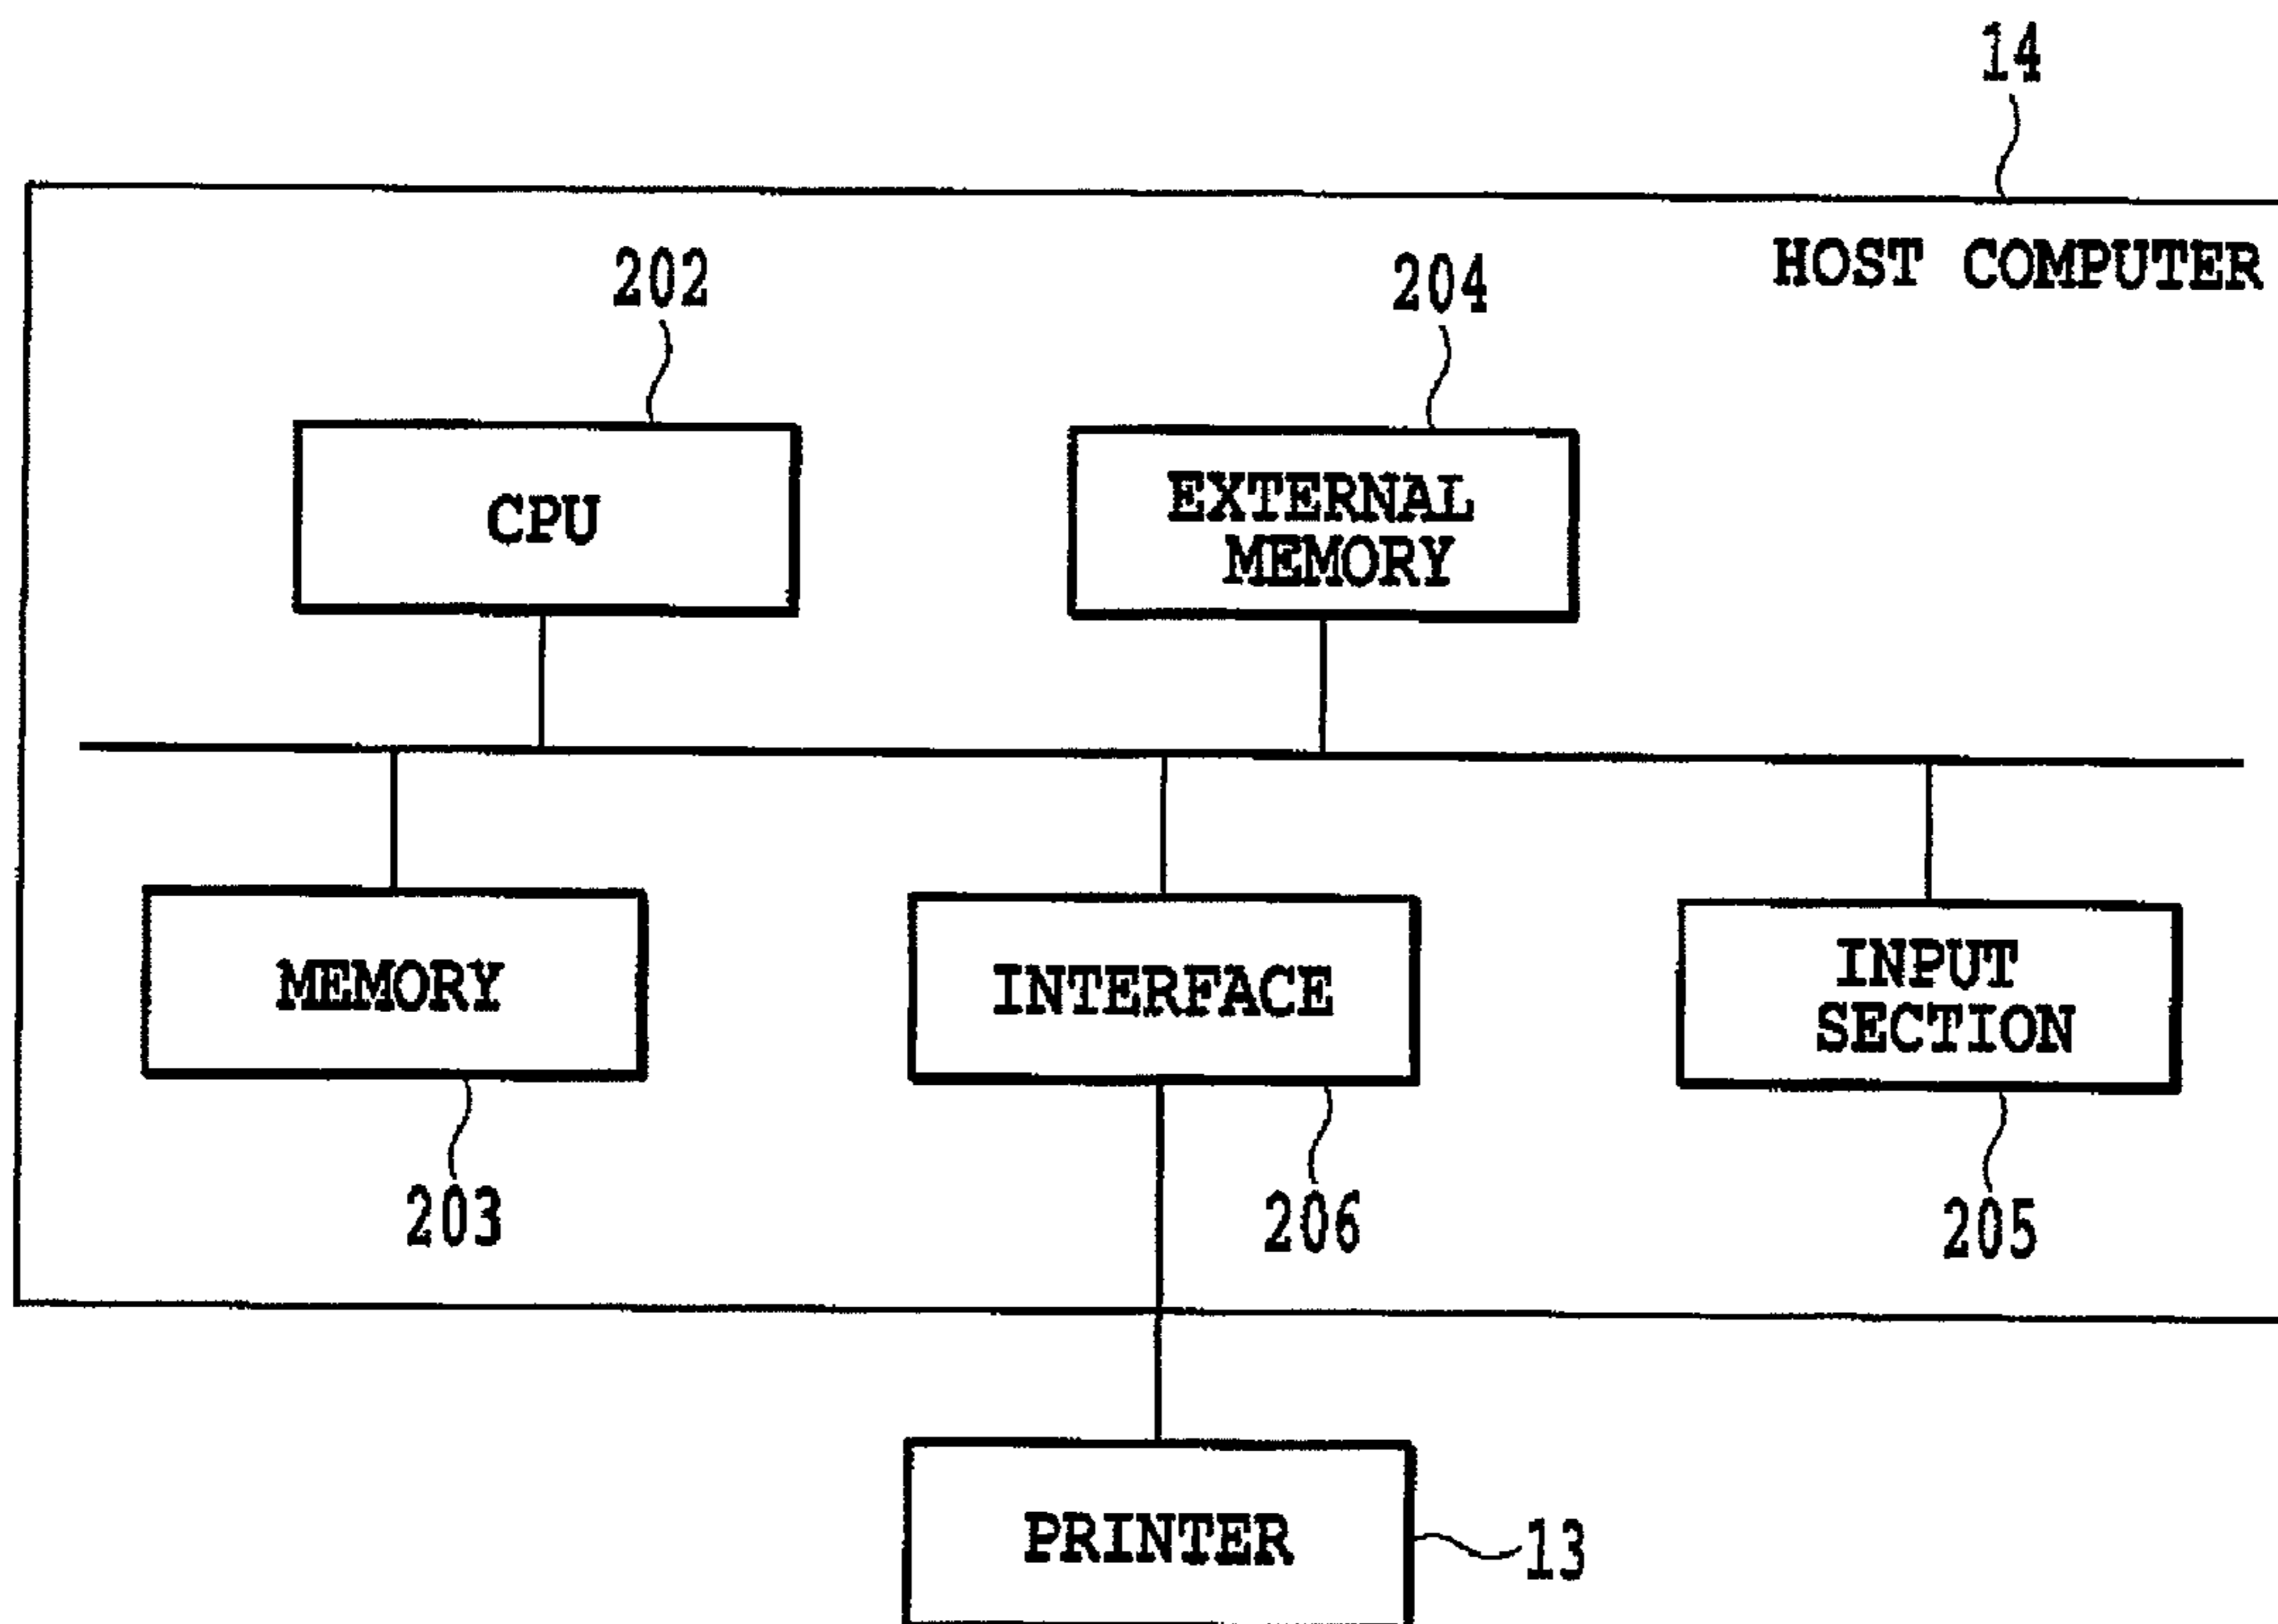 14
HOST COMPUTER
202
204
CPU
EXTERNAL
MEMORY
MEMORY
INTERFACE
INPUT
SECTION
203
206
205
PRINTER
13